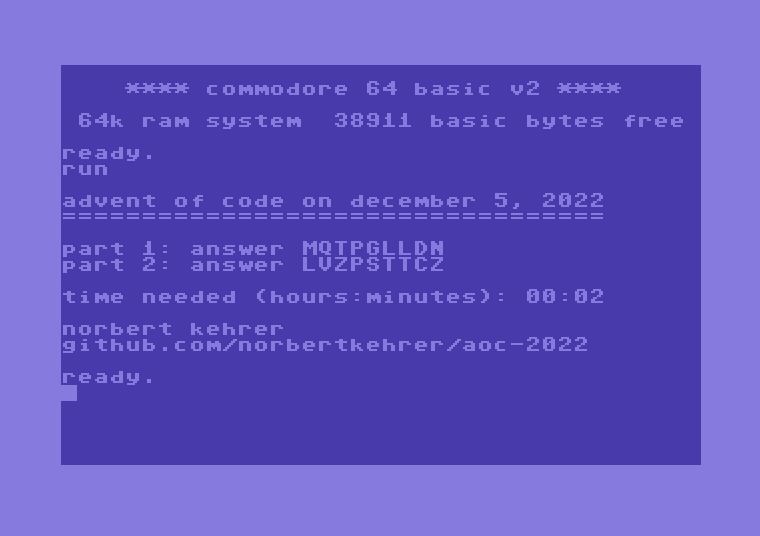 **** commodore 64 basic v2 ****
64k ram system  38911 basic bytes free
ready.
run
advent of code on december 5, 2022
==================================
part 1: answer MQTPGLLDN
part 2: answer LVZPSTTCZ
time needed (hours:minutes): 00:02
norbert kehrer
github.com/norbertkehrer/aoc-2022
ready.